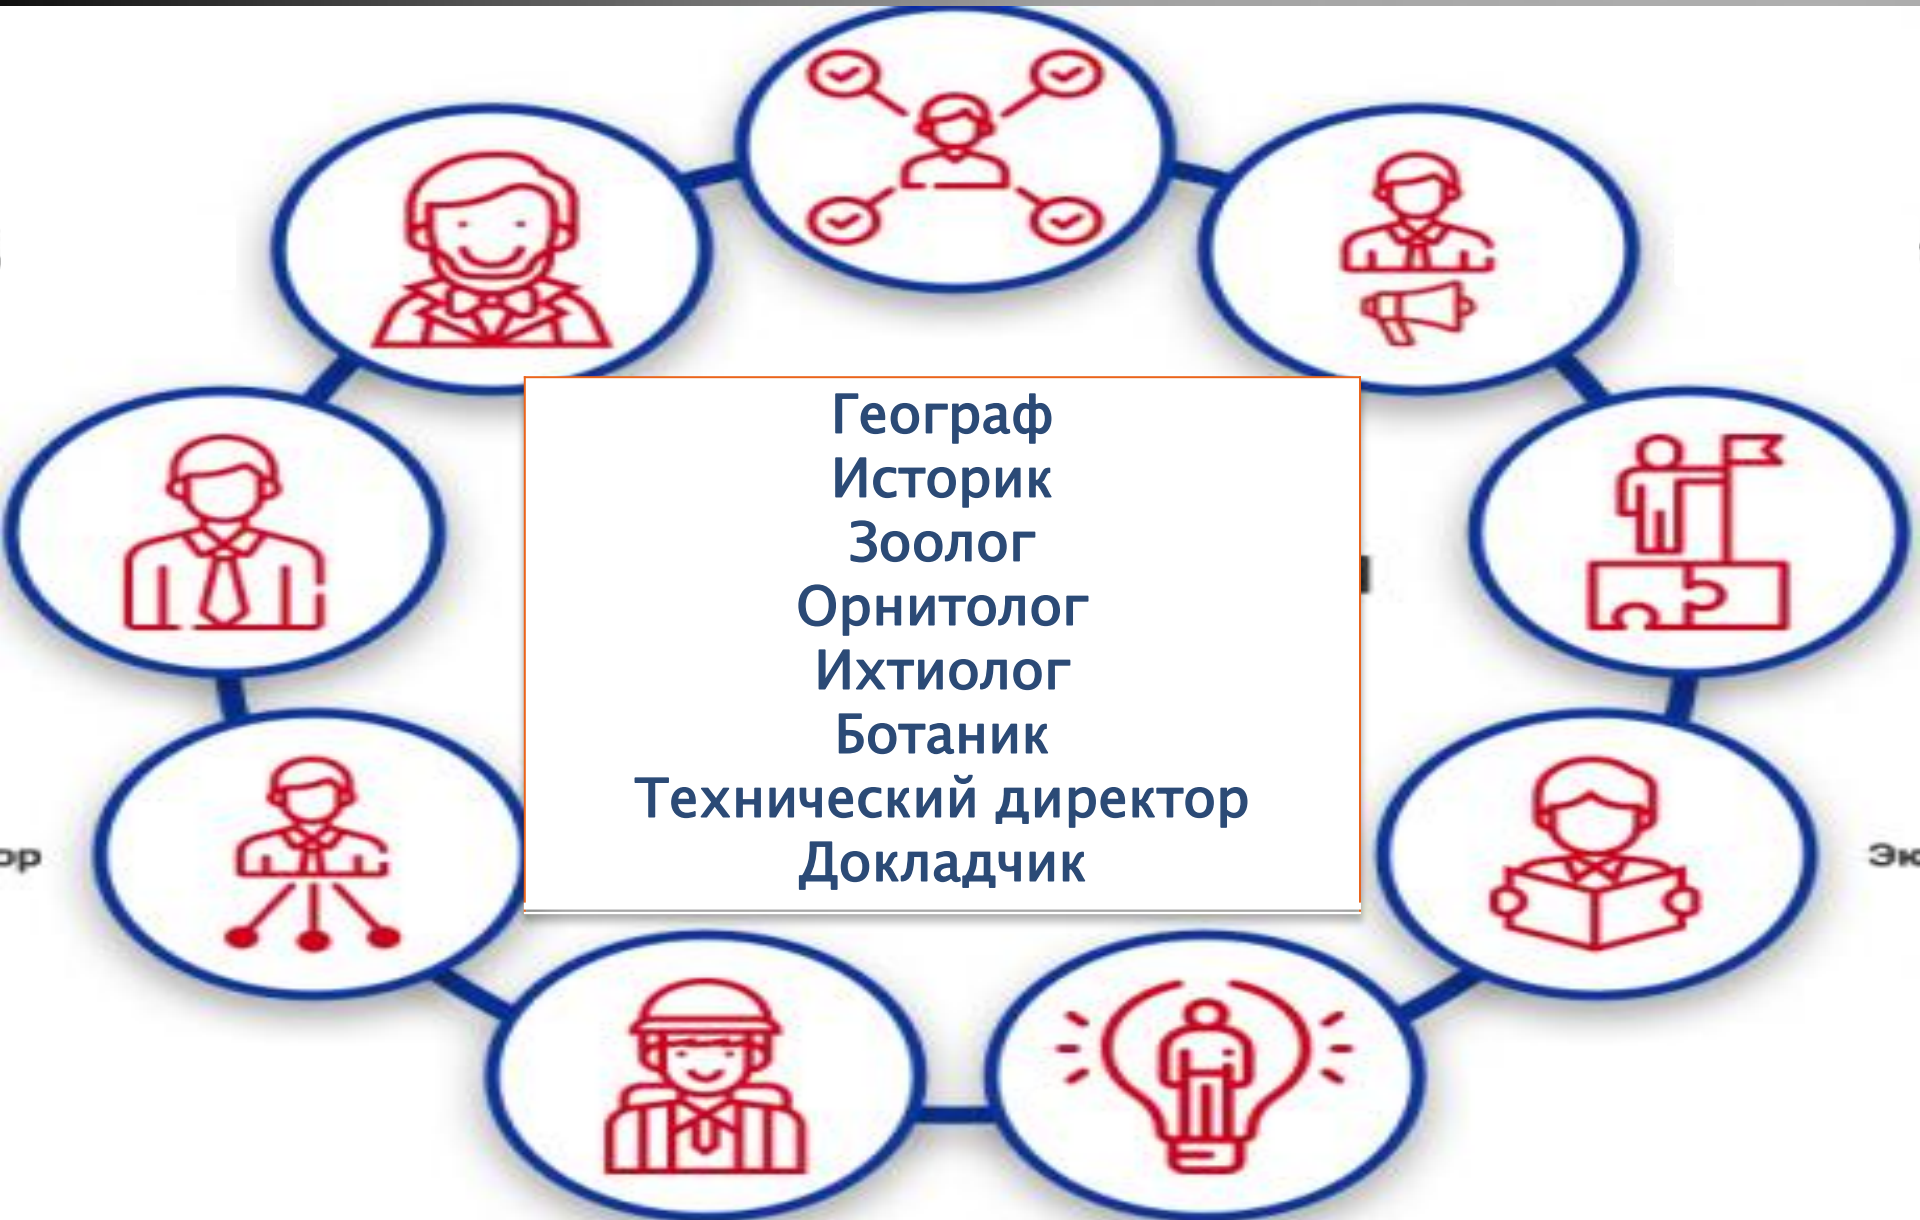 Географ
Историк
Зоолог
Орнитолог
Ихтиолог
Ботаник
Технический директор
Докладчик